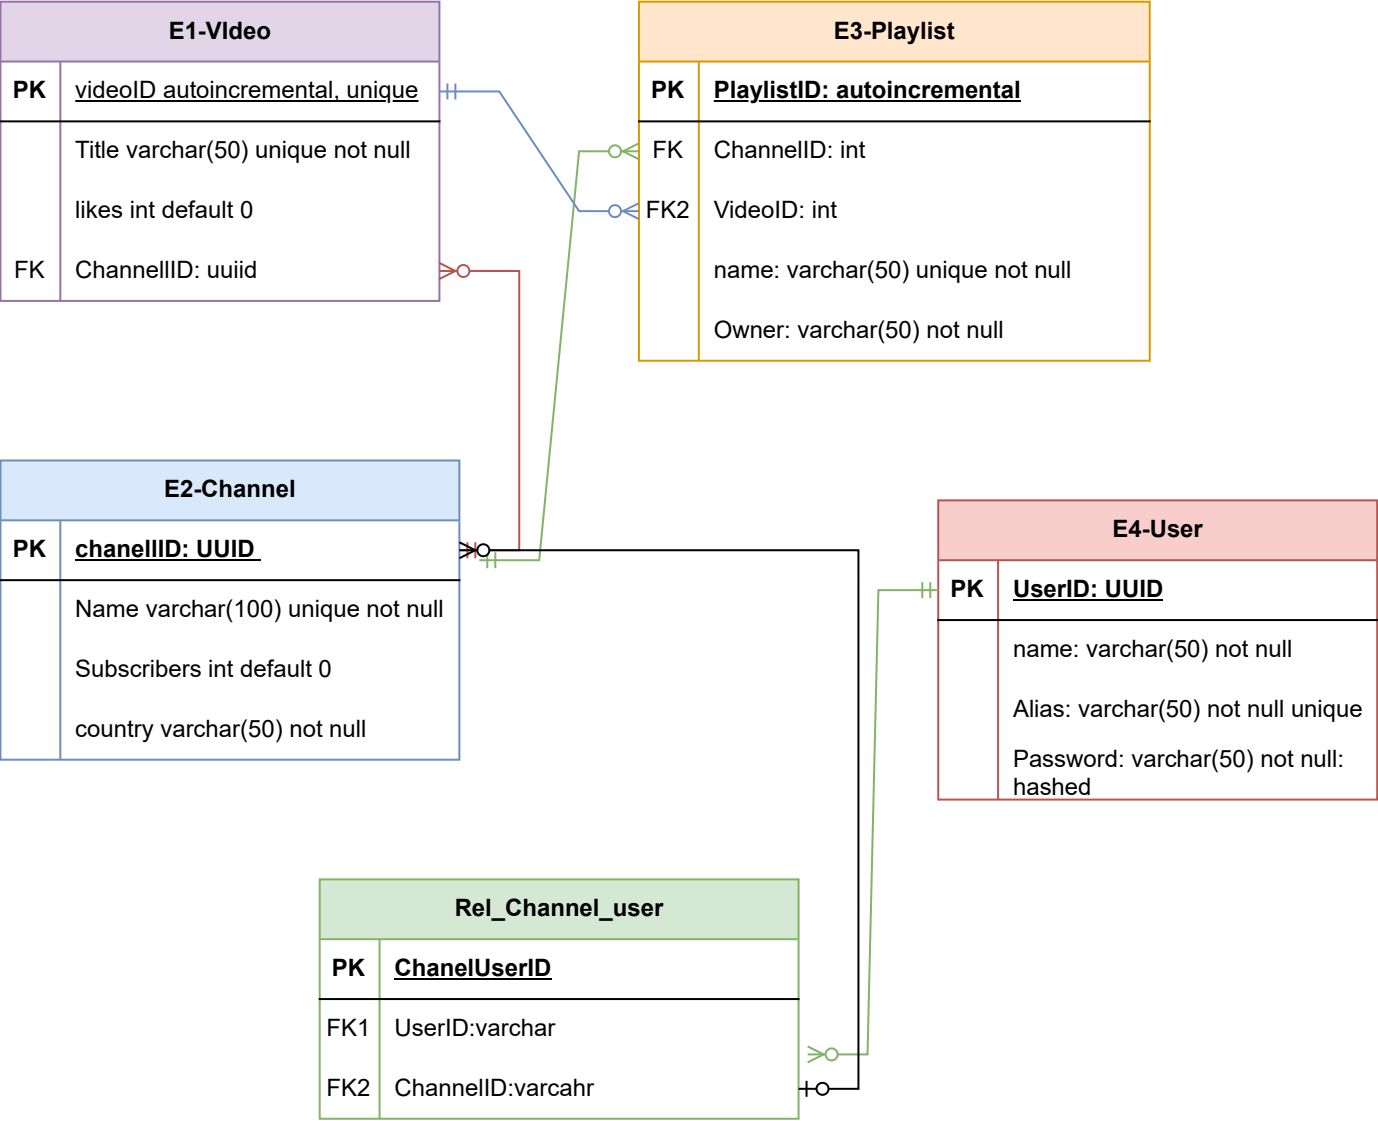 E1-VIdeo
PK videoID autoincremental, unique
Title varchar(50) unique not null
likes int default 0
FK ChannellID: uuiid
E3-Playlist
PK PlaylistID: autoincremental
FK ChannelID: int
FK2 VideoID: int
name: varchar(50) unique not null
Owner: varchar(50) not null
E2-Channel
PK chanellID: UUID
Name varchar(100) unique not null
Subscribers int default 0
country varchar(50) not null
E4-User
PK UserID: UUID
name: varchar(50) not null
Alias: varchar(50) not null unique
Password: varchar(50) not null:
hashed
Rel_Channel_user
PK ChanelUserID
FK1 UserID:varchar
FK2 ChannelID:varcahr